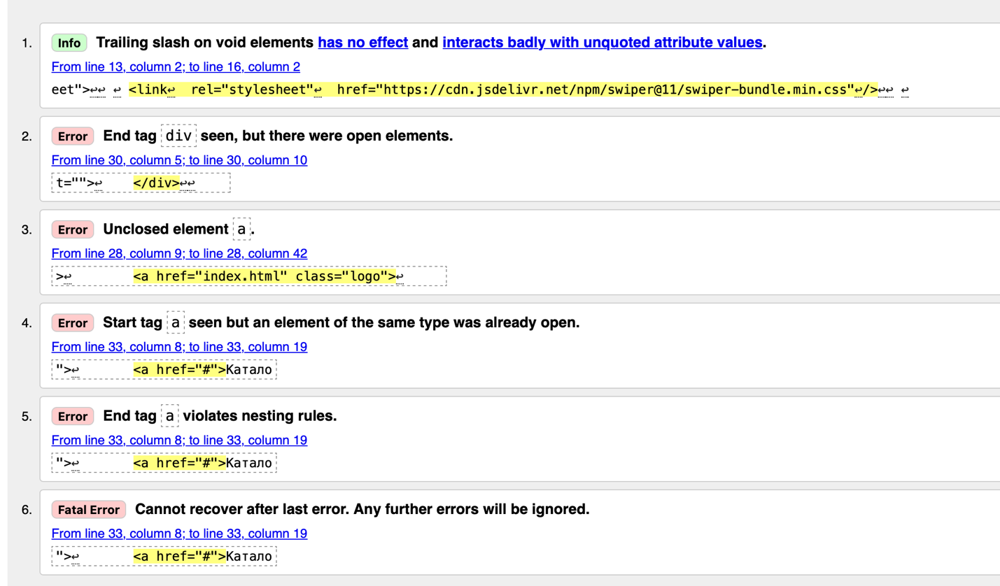 1. Info Trailing slash on void elements has no effect and interacts badly with unquoted attribute values.
From line 13, column 2; to line 16, column 2
eet">↩↩ ↩ <link↩  rel="stylesheet"↩  href="https://cdn.jsdelivr.net/npm/swiper@11/swiper-bundle.min.css"↩/>↩↩ ↩
2. Error End tag div seen, but there were open elements.
From line 30, column 5; to line 30, column 10
t="">↩    </div>↩↩
3. Error Unclosed element a.
From line 28, column 9; to line 28, column 42
>↩       <a href="index.html" class="logo">↩
4. Error Start tag a seen but an element of the same type was already open.
From line 33, column 8; to line 33, column 19
">↩      <a href="#">Катало
5. Error End tag a violates nesting rules.
From line 33, column 8; to line 33, column 19
">↩      <a href="#">Катало
6. Fatal Error Cannot recover after last error. Any further errors will be ignored.
From line 33, column 8; to line 33, column 19
">↩      <a href="#">Катало